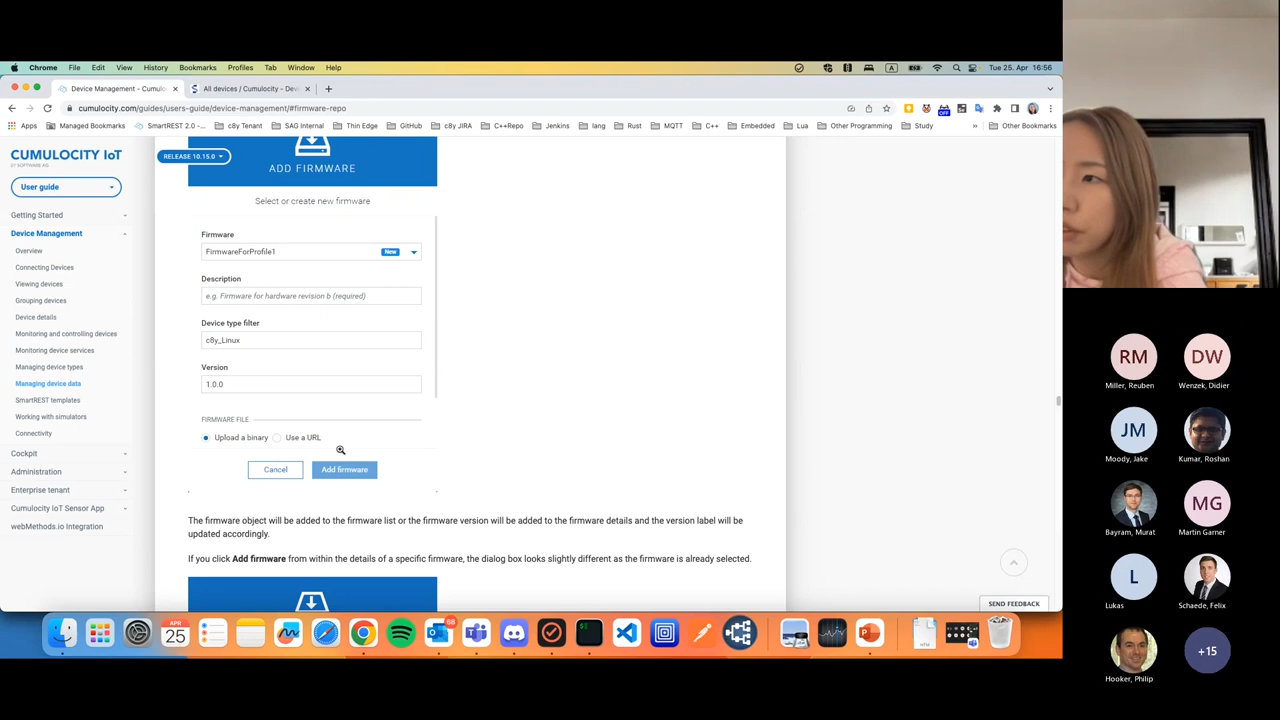 Chrome File Edit View History Bookmarks Profiles Tab Window Help
A
Tue 25. Apr 16:56
Device Management - Cumulo
All devices / Cumulocity - Dev
cumulocity.com/guides/users-guide/device-management/#firmware-repo
Apps Managed Bookmarks SmartREST 2.0 -... c8y Tenant SAG Internal Thin Edge GitHub c8y JIRA C++Repo Jenkins lang Rust MQTT C++ Embedded Lua Other Programming Study » Other Bookmarks
OFF
CUMULOCITY IoT
RELEASE 10.15.0
User guide
Getting Started
Device Management
Overview
Connecting Devices
Viewing devices
Grouping devices
Device details
Monitoring and controlling devices
Monitoring device services
Managing device types
Managing device data
SmartREST templates
Working with simulators
Connectivity
Cockpit
Administration
Enterprise tenant
Cumulocity IoT Sensor App
webMethods.io Integration
ADD FIRMWARE
Select or create new firmware
Firmware
FirmwareForProfile1 New
Description
e.g. Firmware for hardware revision b (required)
Device type filter
c8y_Linux
Version
1.0.0
FIRMWARE FILE
Upload a binary Use a URL
Cancel Add firmware
The firmware object will be added to the firmware list or the firmware version will be added to the firmware details and the version label will be
updated accordingly.
If you click Add firmware from within the details of a specific firmware, the dialog box looks slightly different as the firmware is already selected.
SEND FEEDBACK
APR
25
68
RM
Miller, Reuben
DW
Wenzek, Didier
JM
Moody, Jake
Kumar, Roshan
Bayram, Murat
MG
Martin Garner
L
Lukas
Schaede, Felix
Hooker, Philip
+15